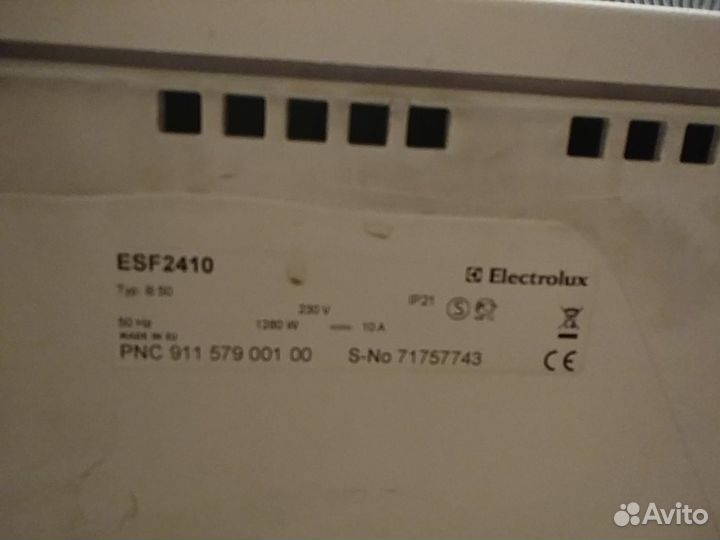 ESF2410
Electrolux
Typ: B 50
230 V
IP21
50 Hz
1280 W
10 A
MADE IN EU
PNC 911 579 001 00
S-No 71757743
CE
Avito